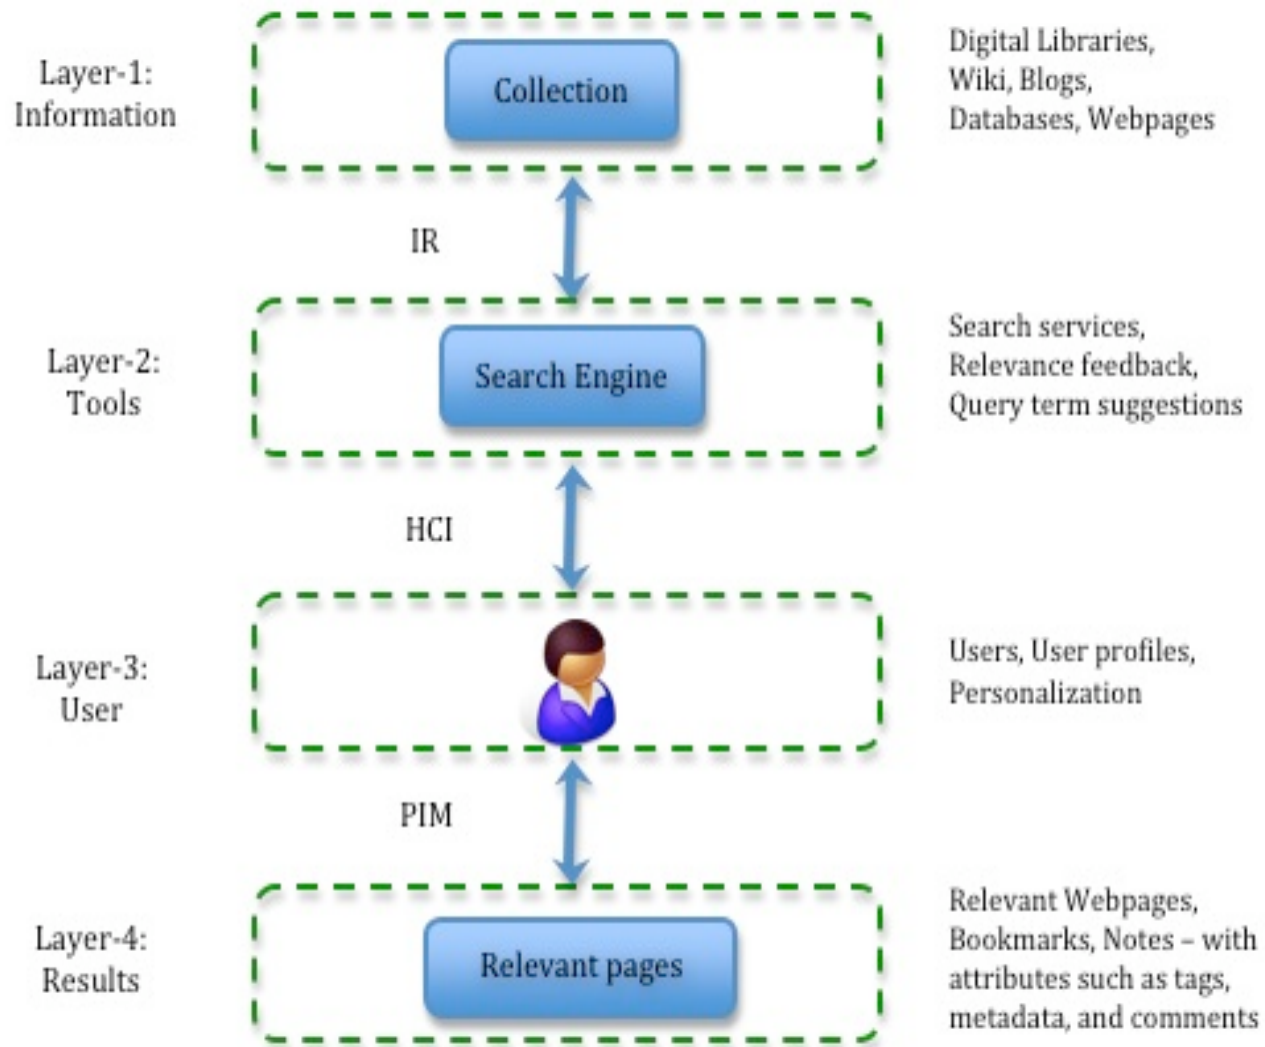 Layer-1:
Information
Collection
Digital Libraries,
Wiki, Blogs,
Databases, Webpages
IR
Layer-2:
Tools
Search Engine
Search services,
Relevance feedback,
Query term suggestions
HCI
Layer-3:
User
Users, User profiles,
Personalization
PIM
Layer-4:
Results
Relevant pages
Relevant Webpages,
Bookmarks, Notes – with
attributes such as tags,
metadata, and comments